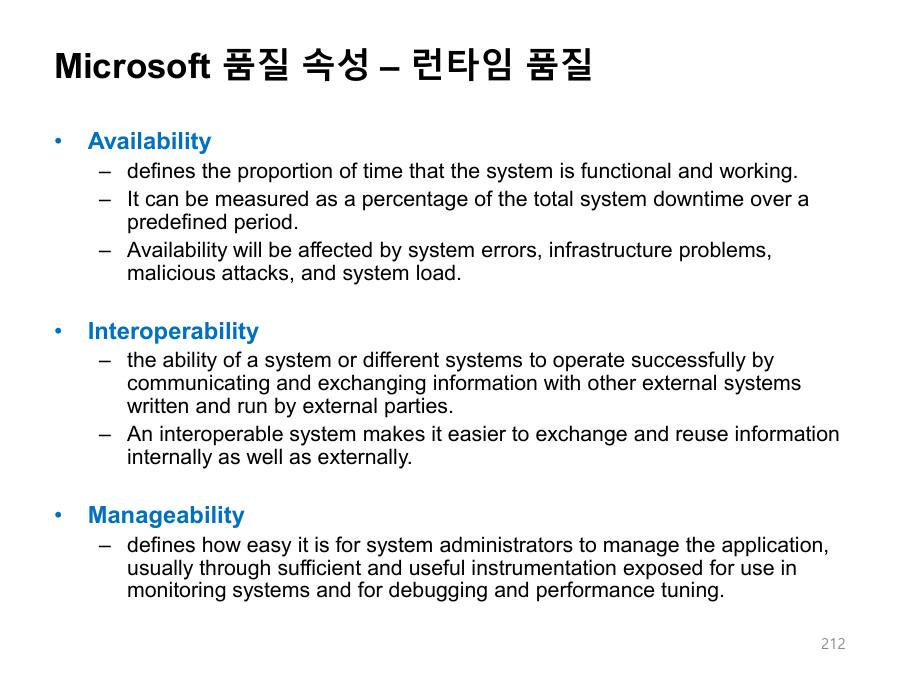 Microsoft 품질 속성 – 런타임 품질
• Availability
– defines the proportion of time that the system is functional and working.
– It can be measured as a percentage of the total system downtime over a
predefined period.
– Availability will be affected by system errors, infrastructure problems,
malicious attacks, and system load.
• Interoperability
– the ability of a system or different systems to operate successfully by
communicating and exchanging information with other external systems
written and run by external parties.
– An interoperable system makes it easier to exchange and reuse information
internally as well as externally.
• Manageability
– defines how easy it is for system administrators to manage the application,
usually through sufficient and useful instrumentation exposed for use in
monitoring systems and for debugging and performance tuning.
212